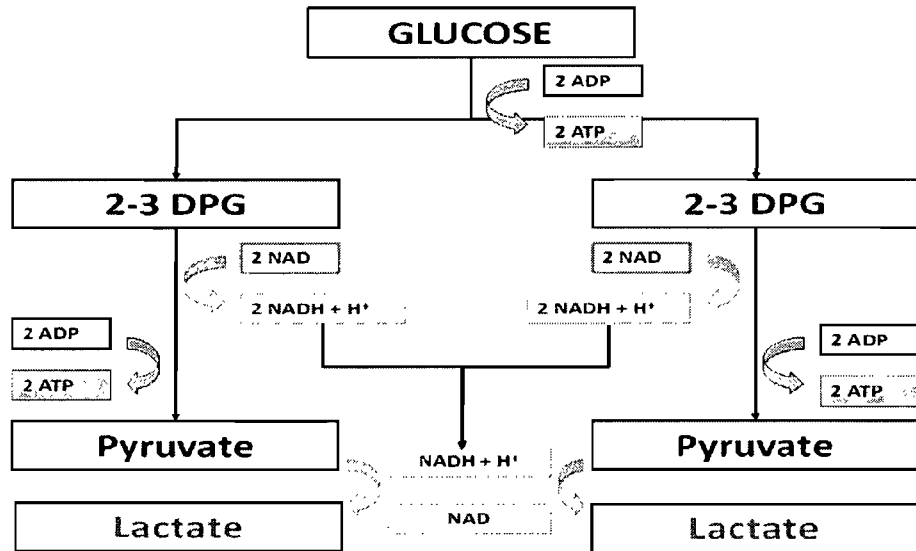 GLUCOSE
2 ADP
2 ATP
2-3 DPG
2-3 DPG
2 NAD
2 NAD
2 NADH + H⁺
2 NADH + H⁺
2 ADP
2 ADP
2 ATP
2 ATP
Pyruvate
Pyruvate
NADH + H⁺
NAD
Lactate
Lactate